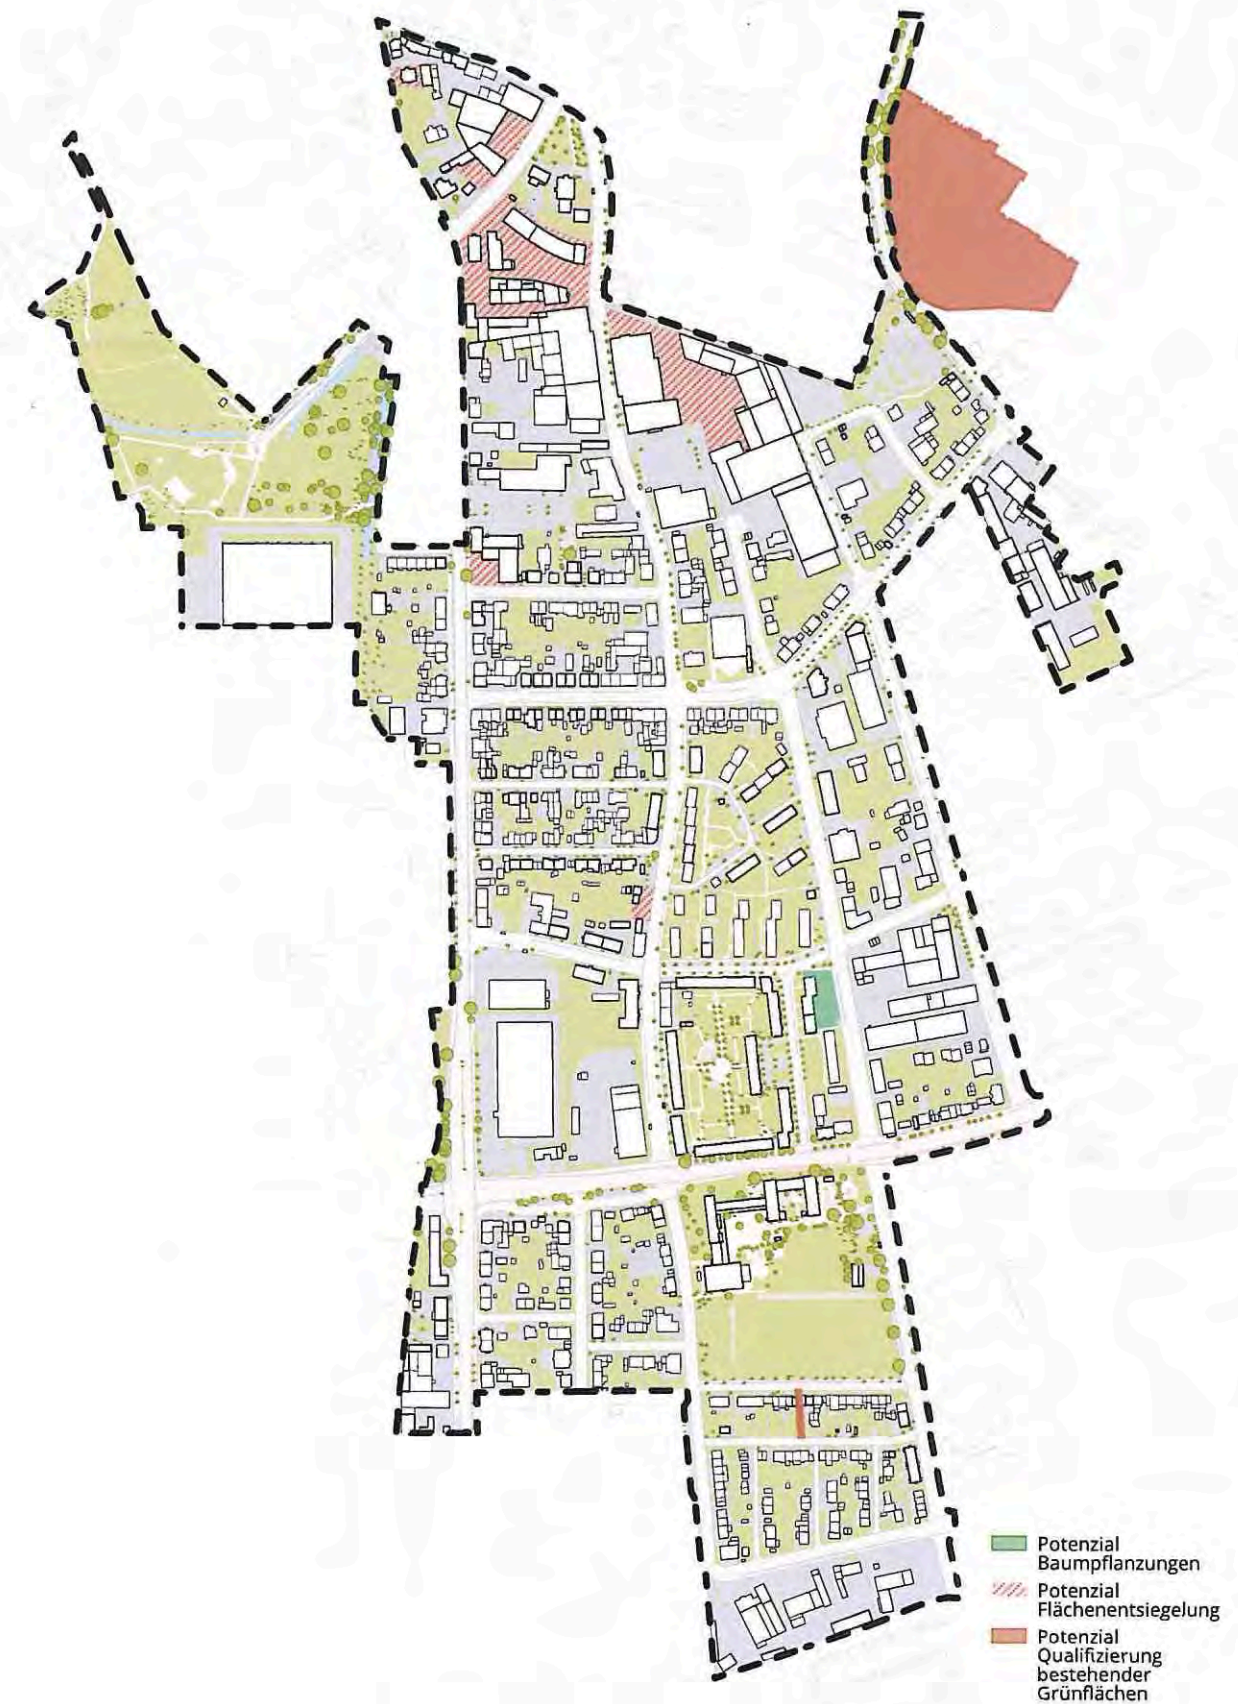 Potenzial
Baumpflanzungen
Potenzial
Flächenentsiegelung
Potenzial
Qualifizierung
bestehender
Grünflächen